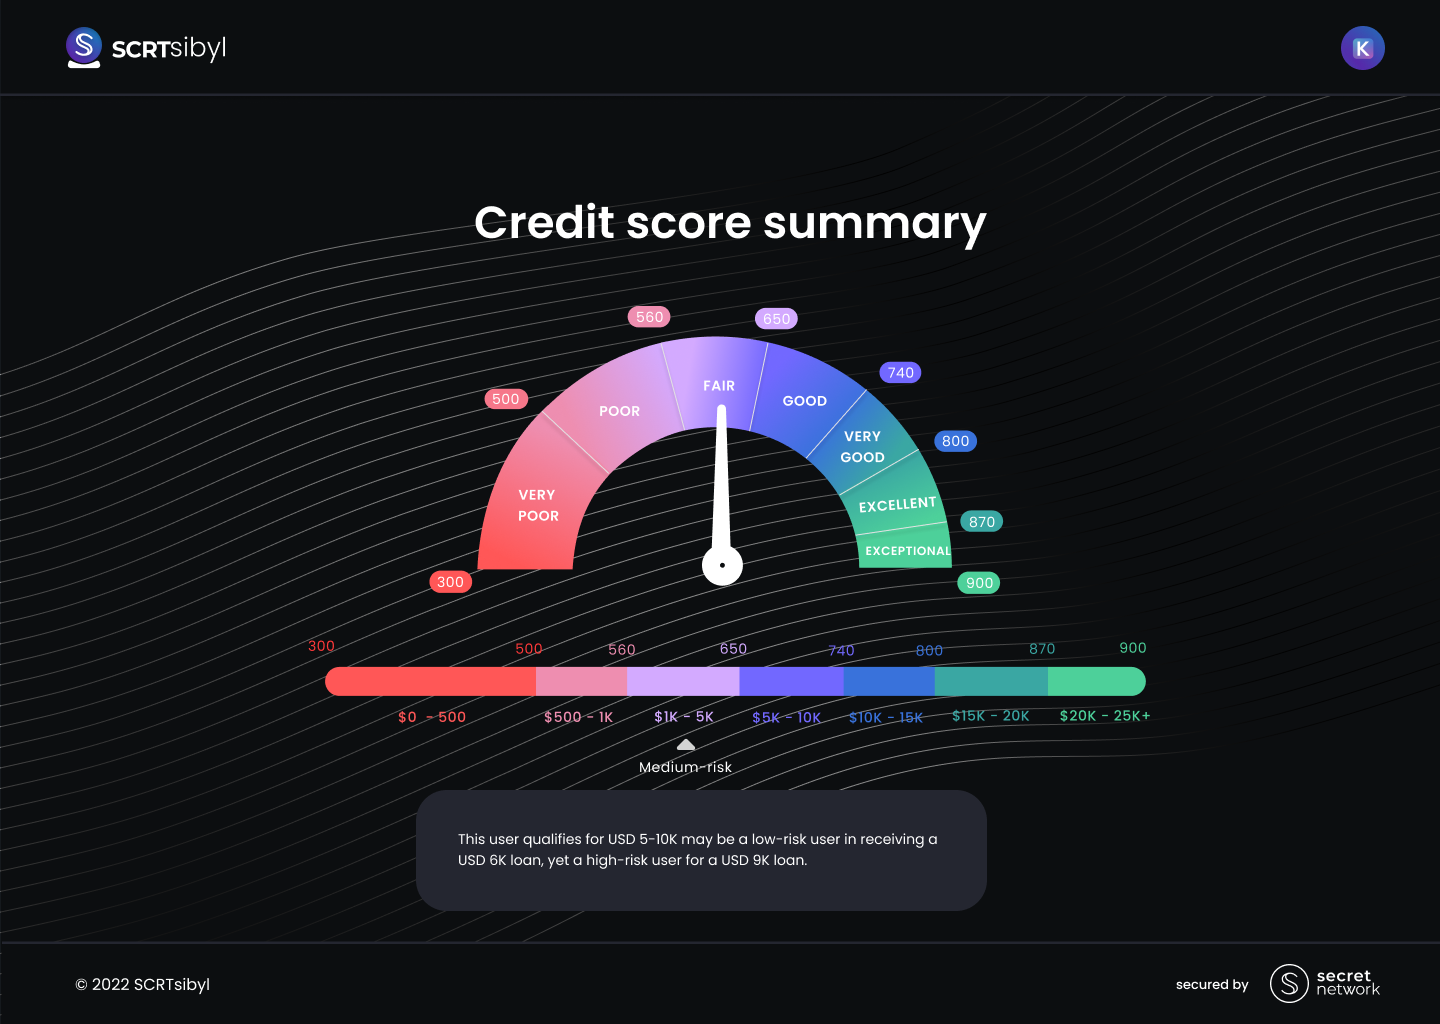 SCRTsibyl
K
Credit score summary
560
650
740
500
FAIR
GOOD
POOR
VERY
GOOD
800
VERY
POOR
EXCELLENT
870
EXCEPTIONAL
300
900
300 500 560 650 740 800 870 900
$0 - 500 $500 - 1K $1K - 5K $5K - 10K $10K - 15K $15K - 20K $20K - 25K+
Medium-risk
This user qualifies for USD 5-10K may be a low-risk user in receiving a
USD 6K loan, yet a high-risk user for a USD 9K loan.
© 2022 SCRTsibyl
secured by
secret
network